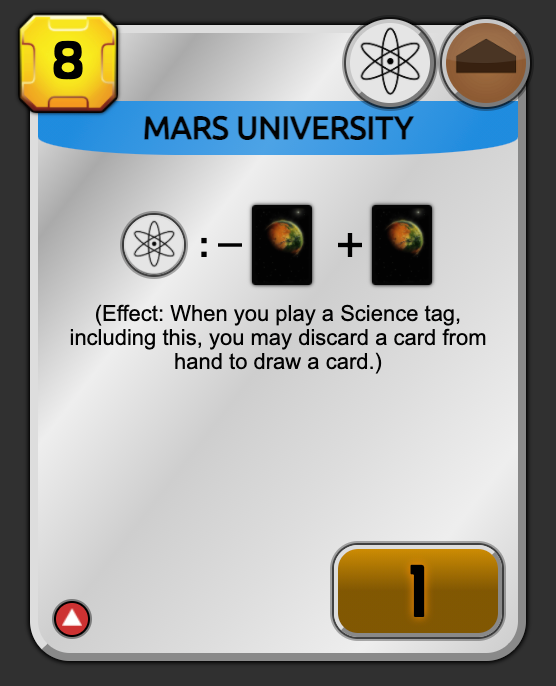 8
MARS UNIVERSITY
: − +
(Effect: When you play a Science tag,
including this, you may discard a card from
hand to draw a card.)
1